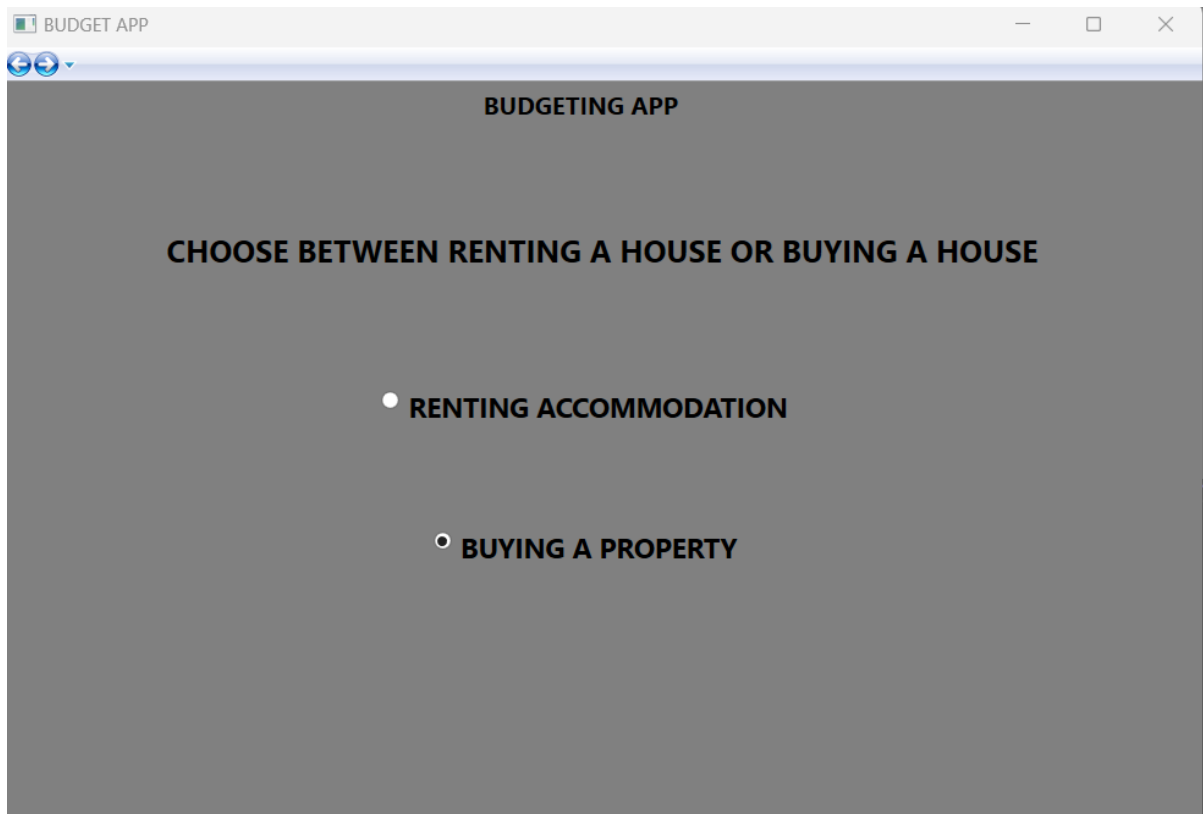 BUDGET APP
BUDGETING APP
CHOOSE BETWEEN RENTING A HOUSE OR BUYING A HOUSE
RENTING ACCOMMODATION
BUYING A PROPERTY